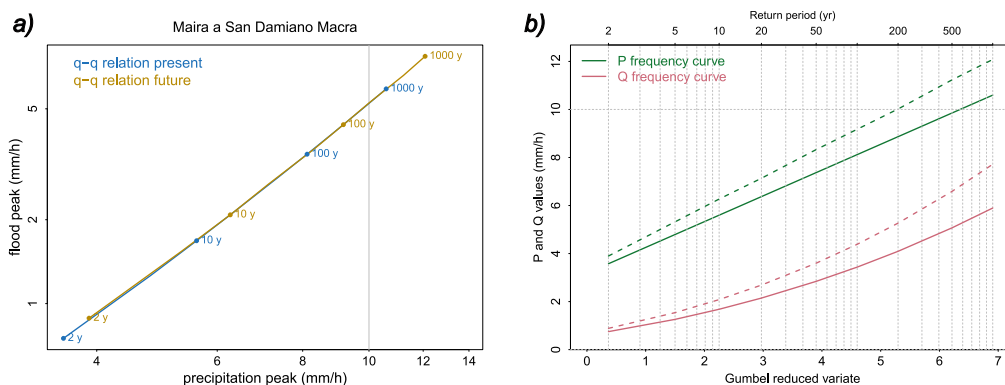 a)
Maira a San Damiano Macra
q−q relation present
q−q relation future
1000 y
1000 y
100 y
100 y
10 y
10 y
2 y
2 y
flood peak (mm/h)
1
2
5
4
6
8
10
12
14
precipitation peak (mm/h)
b)
Return period (yr)
2
5
10
20
50
200
500
P frequency curve
Q frequency curve
P and Q values (mm/h)
0
2
4
6
8
10
12
0
1
2
3
4
5
6
7
Gumbel reduced variate